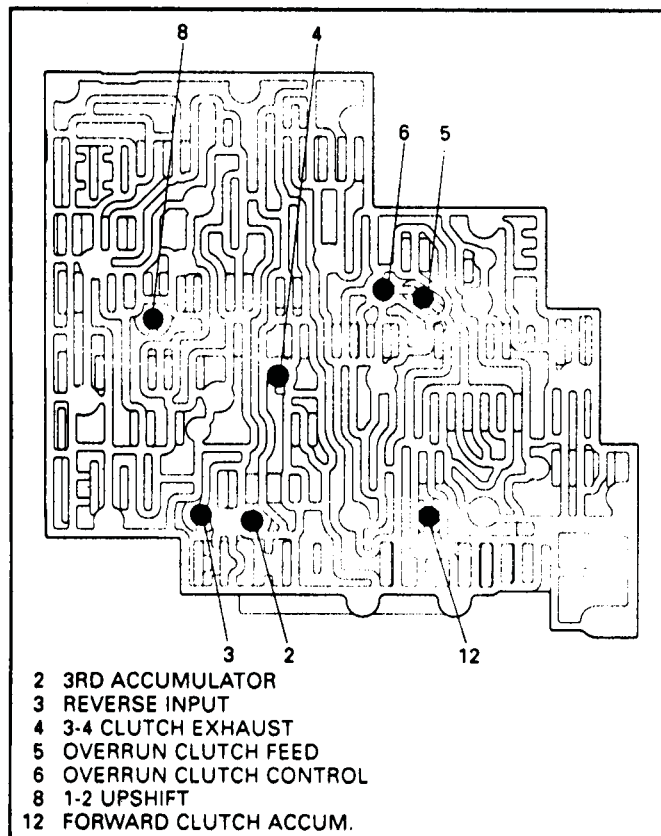 8 4
6 5
3 2 12
2 3RD ACCUMULATOR
3 REVERSE INPUT
4 3-4 CLUTCH EXHAUST
5 OVERRUN CLUTCH FEED
6 OVERRUN CLUTCH CONTROL
8 1-2 UPSHIFT
12 FORWARD CLUTCH ACCUM.